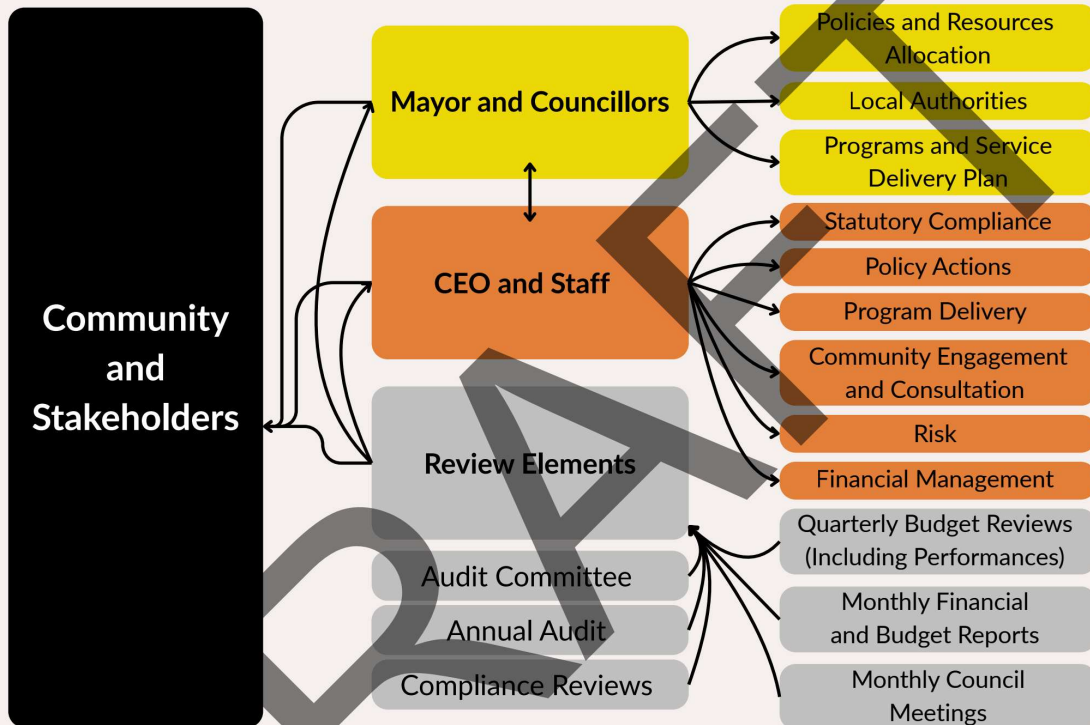 Community
and
Stakeholders
Mayor and Councillors
CEO and Staff
Review Elements
Audit Committee
Annual Audit
Compliance Reviews
Policies and Resources
Allocation
Local Authorities
Programs and Service
Delivery Plan
Statutory Compliance
Policy Actions
Program Delivery
Community Engagement
and Consultation
Risk
Financial Management
Quarterly Budget Reviews
(Including Performances)
Monthly Financial
and Budget Reports
Monthly Council
Meetings
DRAFT